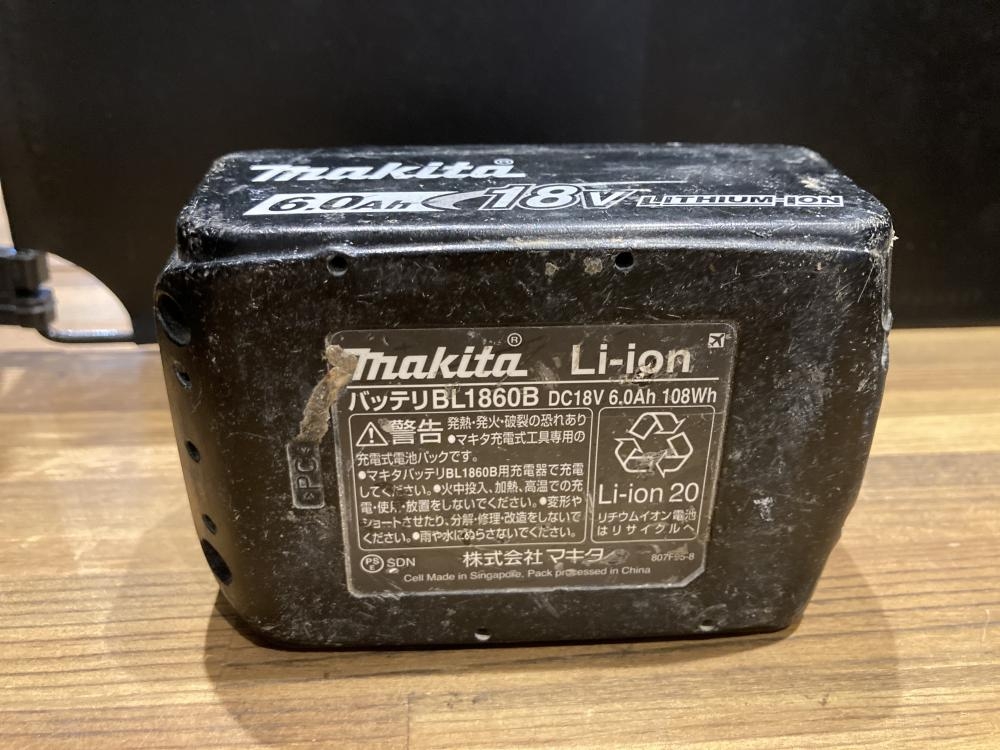 makita®
6.0Ah 18V LITHIUM-ION
makita® Li-ion
バッテリBL1860B DC18V 6.0Ah 108Wh
警告 発熱・発火・破裂の恐れあり
●マキタ充電式工具専用の
充電式電池パックです。
●マキタバッテリBL1860B用充電器で充電
してください。●火中投入、加熱、高温での充
電・使用・放置をしないでください。●変形や
ショートさせたり、分解・修理・改造をしないで
ください。●雨や水にぬらさないでください。
Li-ion 20
リチウムイオン電池
はリサイクルへ
PS
E
SDN
株式会社マキタ
807F95-8
Cell Made in Singapore, Pack processed in China
>PC<